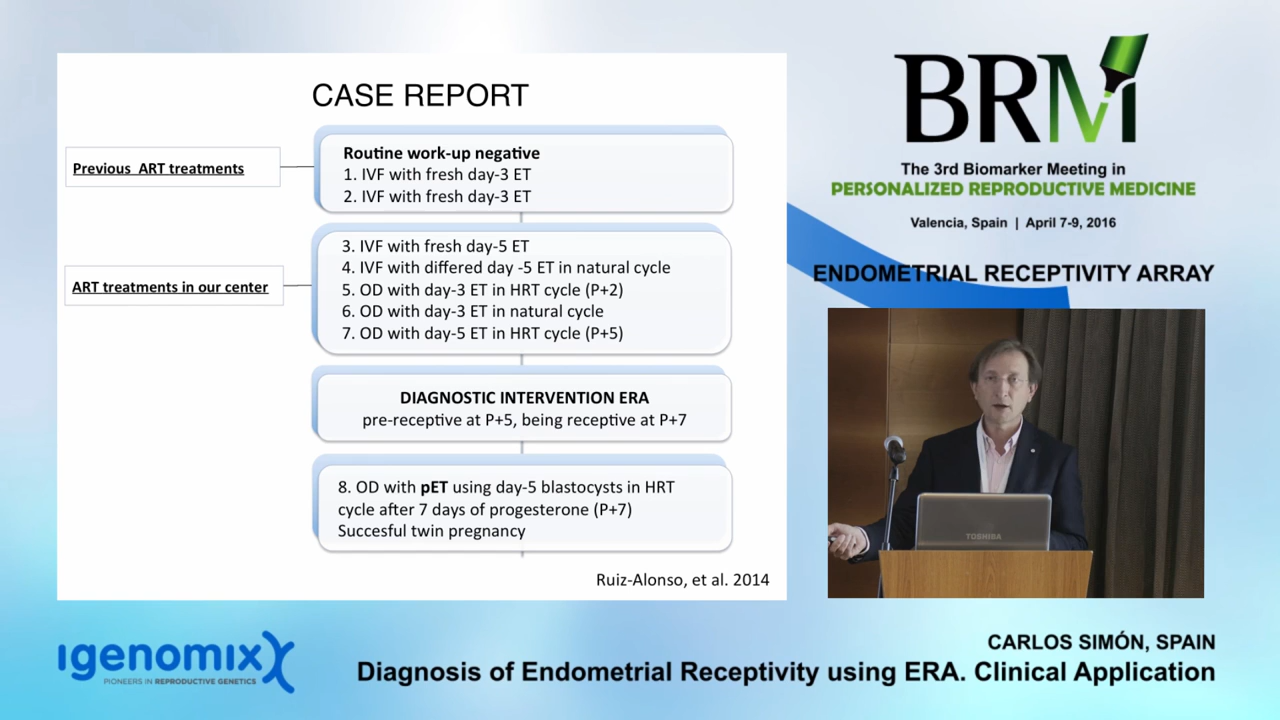 CASE REPORT
Previous ART treatments
Routine work-up negative
1. IVF with fresh day-3 ET
2. IVF with fresh day-3 ET
ART treatments in our center
3. IVF with fresh day-5 ET
4. IVF with differed day -5 ET in natural cycle
5. OD with day-3 ET in HRT cycle (P+2)
6. OD with day-3 ET in natural cycle
7. OD with day-5 ET in HRT cycle (P+5)
DIAGNOSTIC INTERVENTION ERA
pre-receptive at P+5, being receptive at P+7
8. OD with pET using day-5 blastocysts in HRT
cycle after 7 days of progesterone (P+7)
Succesful twin pregnancy
Ruiz-Alonso, et al. 2014
BRM
The 3rd Biomarker Meeting in
PERSONALIZED REPRODUCTIVE MEDICINE
Valencia, Spain | April 7-9, 2016
ENDOMETRIAL RECEPTIVITY ARRAY
TOSHIBA
igenomix
PIONEERS IN REPRODUCTIVE GENETICS
CARLOS SIMÓN, SPAIN
Diagnosis of Endometrial Receptivity using ERA. Clinical Application